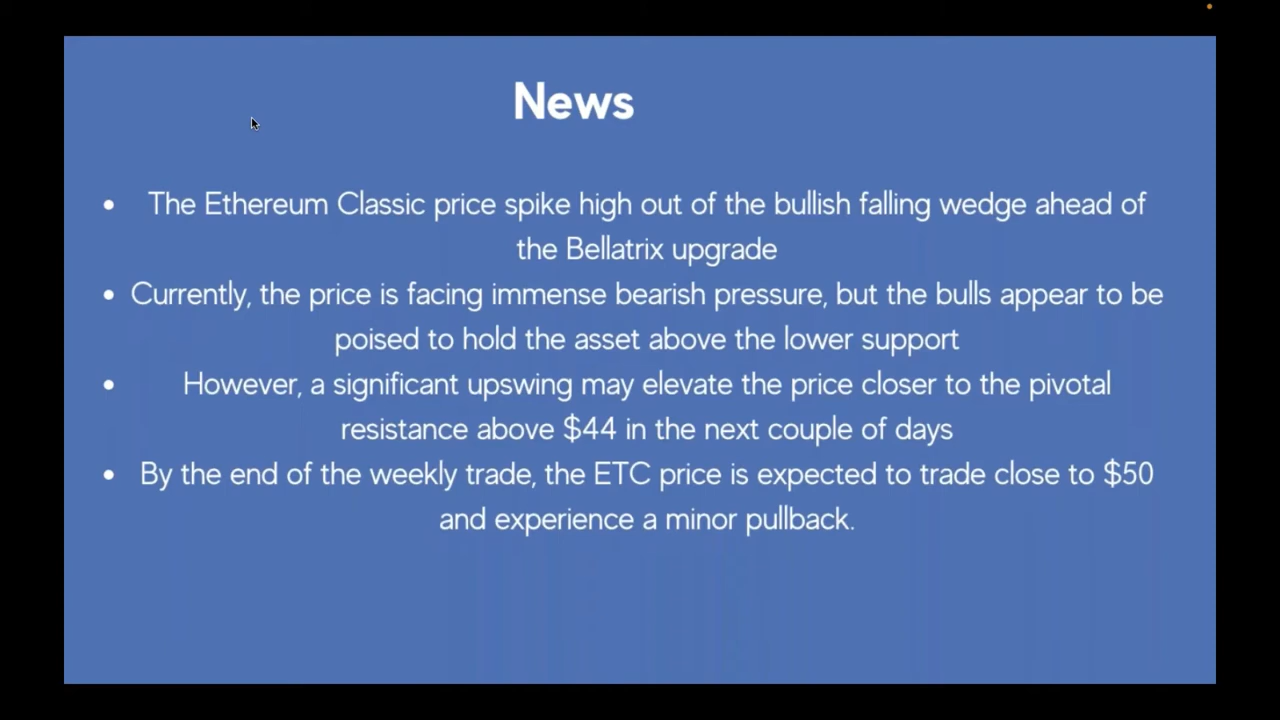 News
• The Ethereum Classic price spike high out of the bullish falling wedge ahead of
the Bellatrix upgrade
• Currently, the price is facing immense bearish pressure, but the bulls appear to be
poised to hold the asset above the lower support
• However, a significant upswing may elevate the price closer to the pivotal
resistance above $44 in the next couple of days
• By the end of the weekly trade, the ETC price is expected to trade close to $50
and experience a minor pullback.